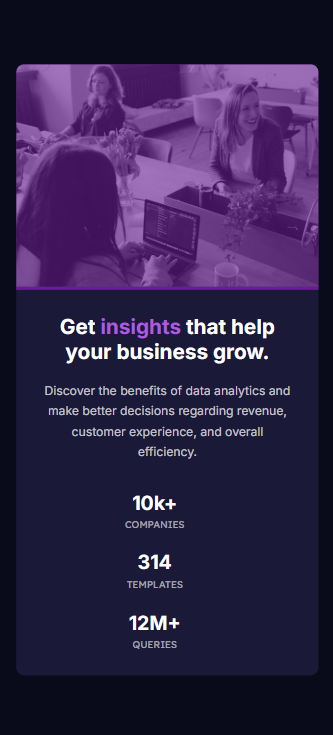 Get insights that help
your business grow.
Discover the benefits of data analytics and
make better decisions regarding revenue,
customer experience, and overall
efficiency.
10k+
COMPANIES
314
TEMPLATES
12M+
QUERIES